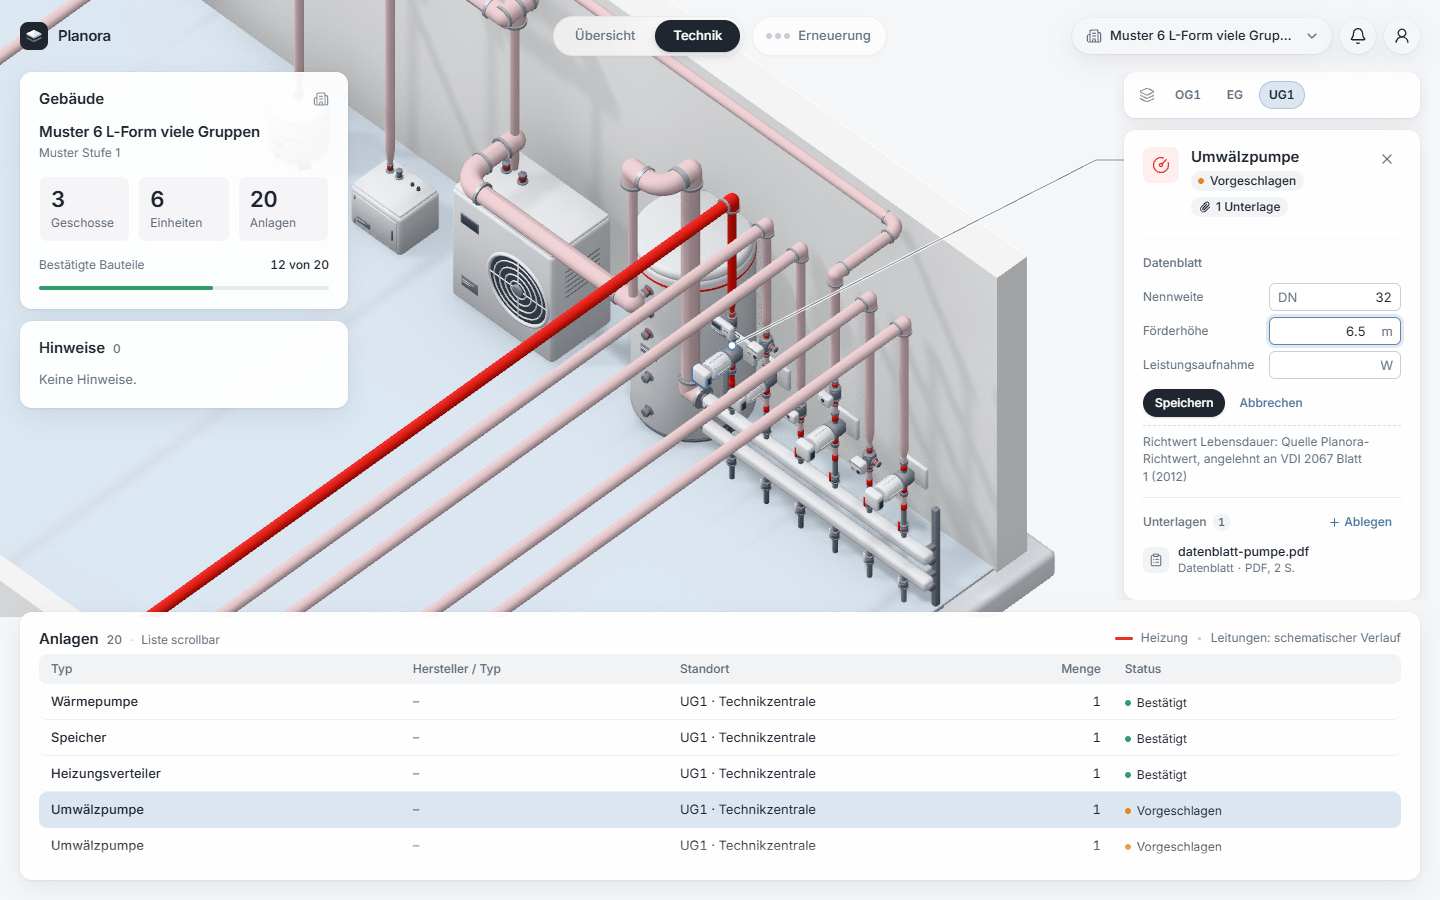 Planora
Übersicht
Technik
Erneuerung
Muster 6 L-Form viele Grup...
Gebäude
Muster 6 L-Form viele Gruppen
Muster Stufe 1
3 6 20
Geschosse Einheiten Anlagen
Bestätigte Bauteile 12 von 20
Hinweise 0
Keine Hinweise.
OG1 EG UG1
Umwälzpumpe
Vorgeschlagen
1 Unterlage
Datenblatt
Nennweite DN 32
Förderhöhe 6.5 m
Leistungsaufnahme W
Speichern Abbrechen
Richtwert Lebensdauer: Quelle Planora-
Richtwert, angelehnt an VDI 2067 Blatt
1 (2012)
Unterlagen 1 + Ablegen
datenblatt-pumpe.pdf
Datenblatt · PDF, 2 S.
Anlagen 20 · Liste scrollbar
Heizung • Leitungen: schematischer Verlauf
Typ Hersteller / Typ Standort Menge Status
Wärmepumpe – UG1 · Technikzentrale 1 Bestätigt
Speicher – UG1 · Technikzentrale 1 Bestätigt
Heizungsverteiler – UG1 · Technikzentrale 1 Bestätigt
Umwälzpumpe – UG1 · Technikzentrale 1 Vorgeschlagen
Umwälzpumpe – UG1 · Technikzentrale 1 Vorgeschlagen